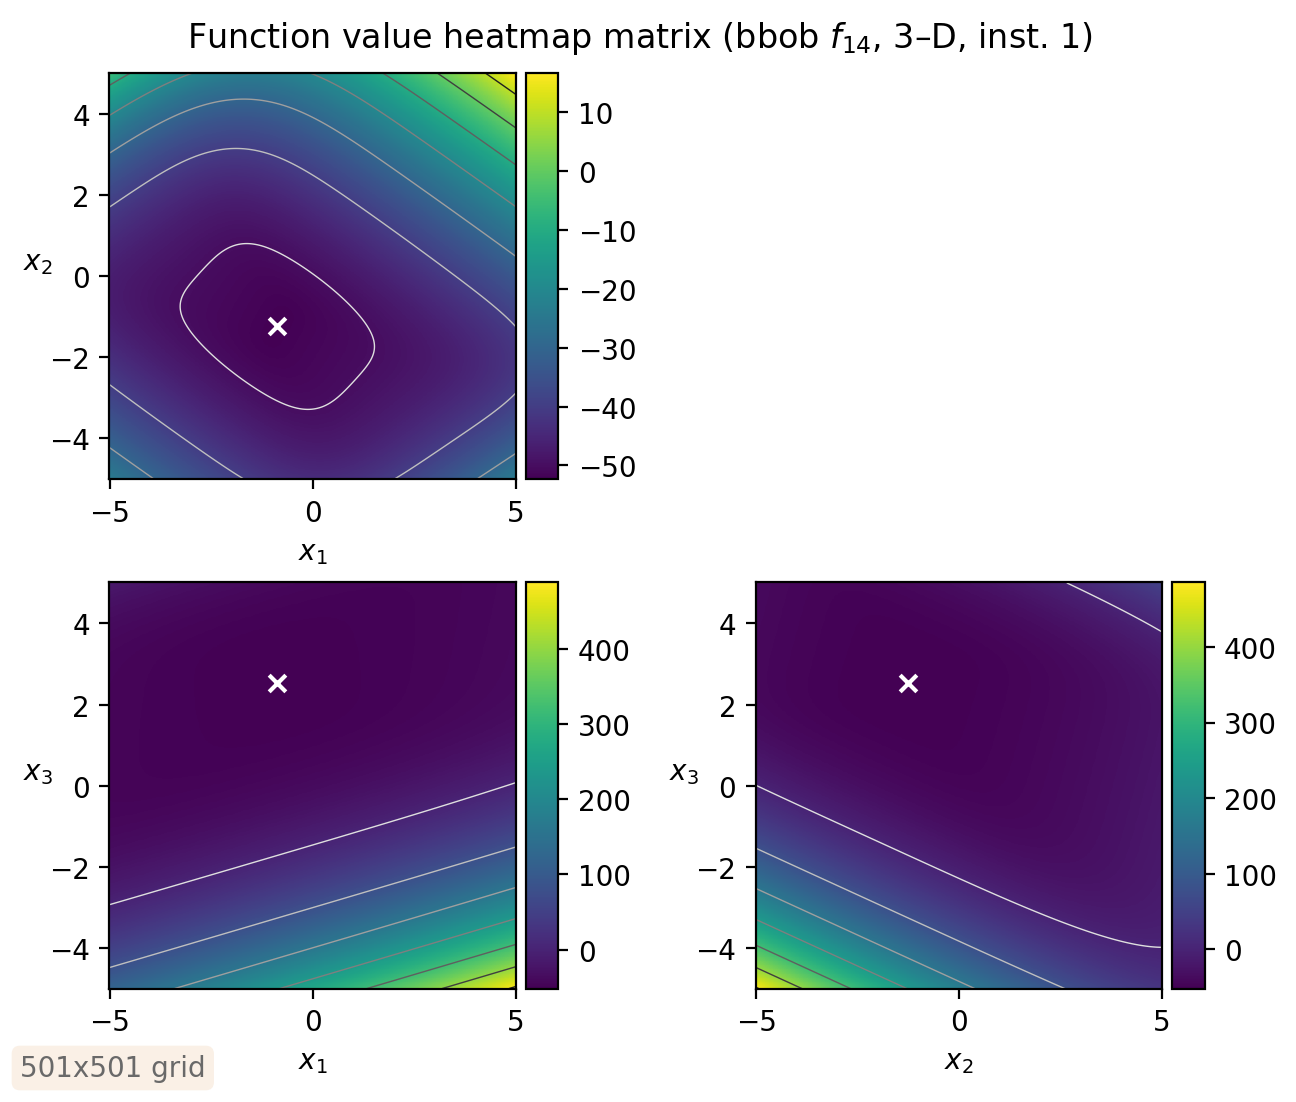 Function value heatmap matrix (bbob f₁₄, 3–D, inst. 1)
4
2
0
−2
−4
x₂
−5 0 5
x₁
10
0
−10
−20
−30
−40
−50
4
2
0
−2
−4
x₃
−5 0 5
x₁
400
300
200
100
0
4
2
0
−2
−4
x₃
−5 0 5
x₂
400
300
200
100
0
501x501 grid